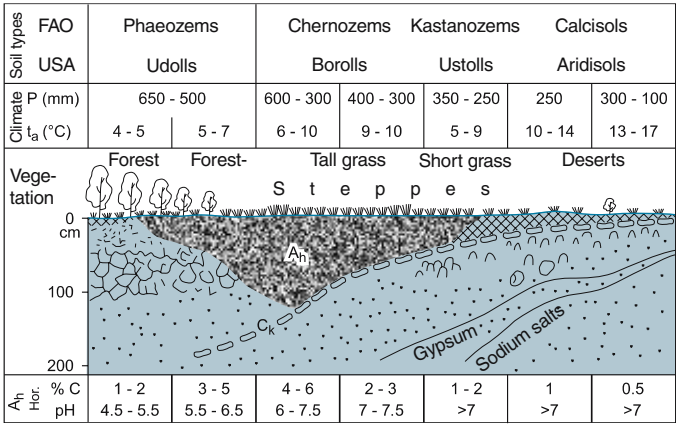 Soil types
FAO Phaeozems Chernozems Kastanozems Calcisols
USA Udolls Borolls Ustolls Aridisolls
Climate
P (mm) 650 - 500 600 - 300 400 - 300 350 - 250 250 300 - 100
ta (°C) 4 - 5 5 - 7 6 - 10 9 - 10 5 - 9 10 - 14 13 - 17
Vege-
tation
Forest Forest- Tall grass Short grass Deserts
S t e p p e s
0
cm
Ah
100
Ck
Gypsum
Sodium salts
200
Ah Hor.
% C 1 - 2 3 - 5 4 - 6 2 - 3 1 - 2 1 0.5
pH 4.5 - 5.5 5.5 - 6.5 6 - 7.5 7 - 7.5 >7 >7 >7